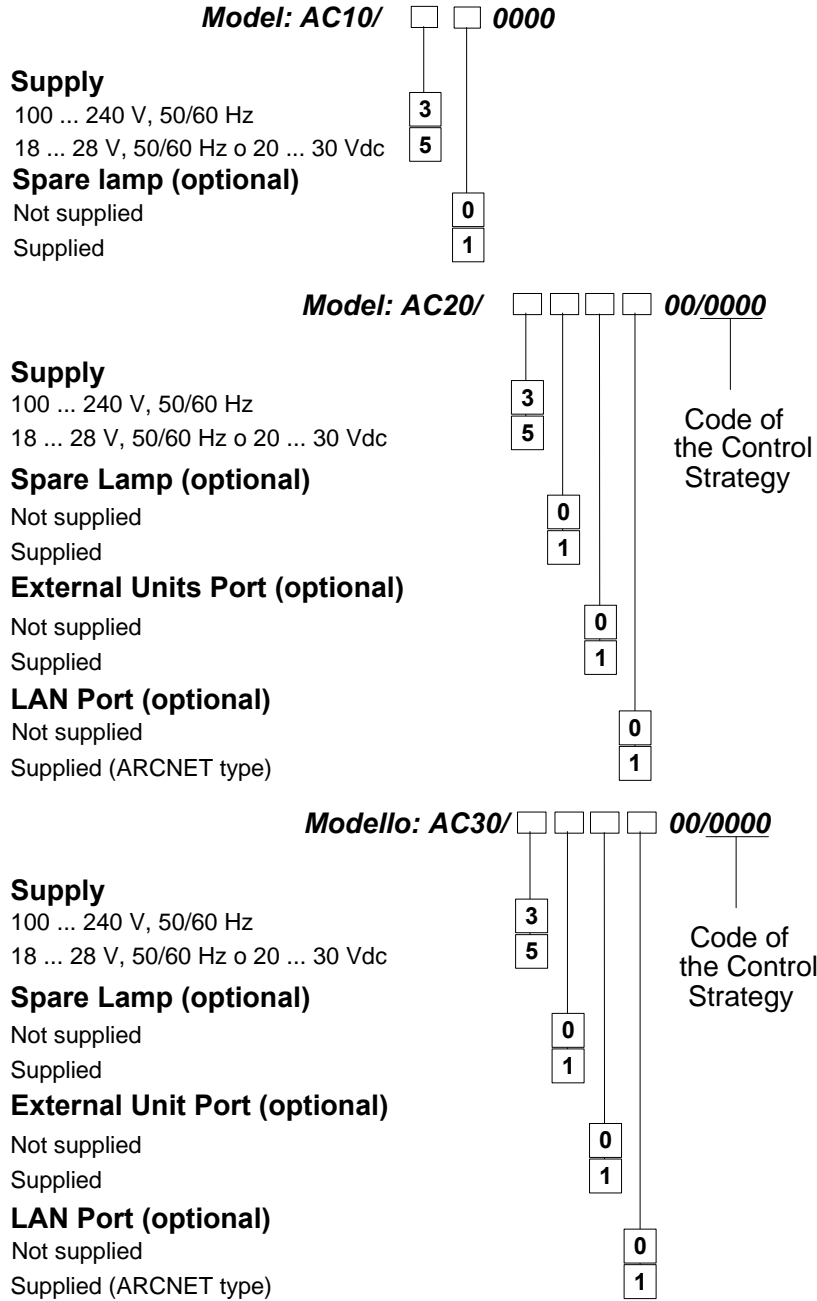 Model: AC10/ 0000
Supply
100 ... 240 V, 50/60 Hz 3
18 ... 28 V, 50/60 Hz o 20 ... 30 Vdc 5
Spare lamp (optional)
Not supplied 0
Supplied 1
Model: AC20/ 00/0000
Supply
100 ... 240 V, 50/60 Hz 3
18 ... 28 V, 50/60 Hz o 20 ... 30 Vdc 5
Code of
the Control
Strategy
Spare Lamp (optional)
Not supplied 0
Supplied 1
External Units Port (optional)
Not supplied 0
Supplied 1
LAN Port (optional)
Not supplied 0
Supplied (ARCNET type) 1
Modello: AC30/ 00/0000
Supply
100 ... 240 V, 50/60 Hz 3
18 ... 28 V, 50/60 Hz o 20 ... 30 Vdc 5
Code of
the Control
Strategy
Spare Lamp (optional)
Not supplied 0
Supplied 1
External Unit Port (optional)
Not supplied 0
Supplied 1
LAN Port (optional)
Not supplied 0
Supplied (ARCNET type) 1